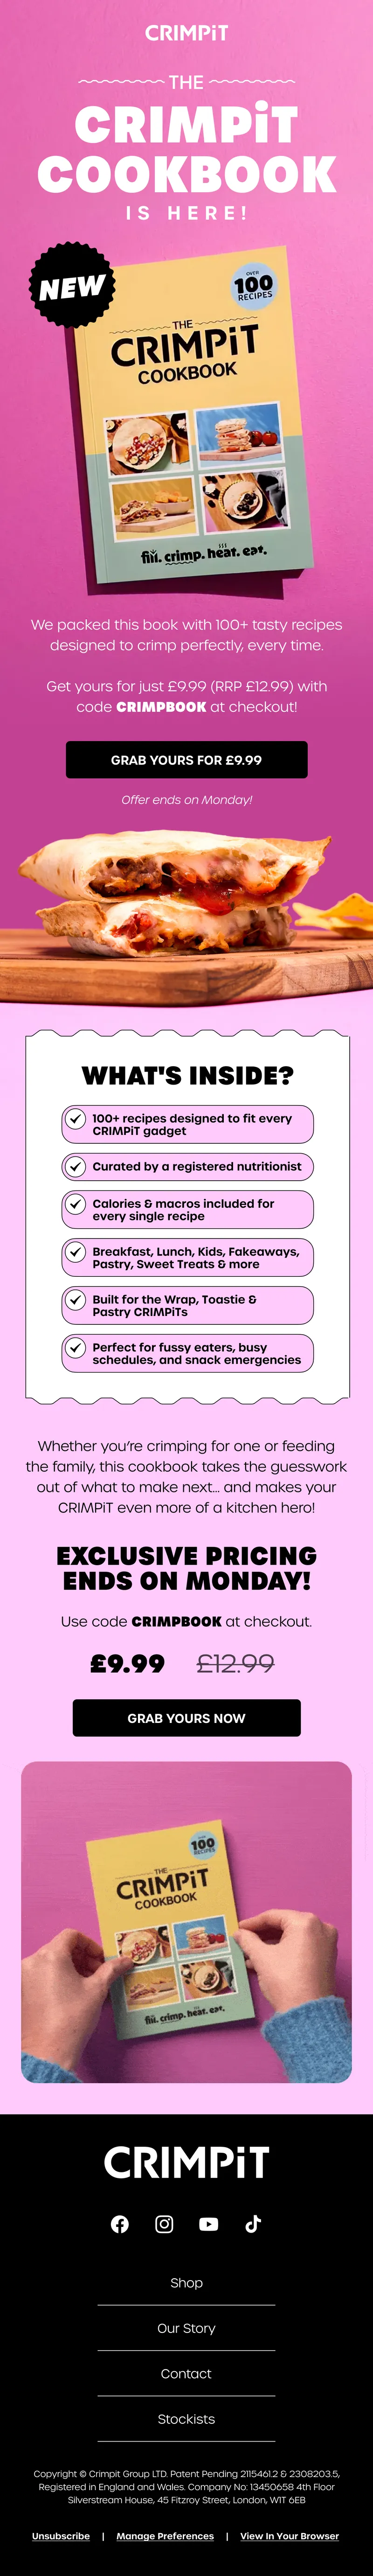 CRIMPiT
THE
CRIMPiT
COOKBOOK
IS HERE!
NEW
OVER
100
RECIPES
THE
CRIMPiT
COOKBOOK
fill. crimp. heat. eat.
We packed this book with 100+ tasty recipes
designed to crimp perfectly, every time.
Get yours for just £9.99 (RRP £12.99) with
code CRIMPBOOK at checkout!
GRAB YOURS FOR £9.99
Offer ends on Monday!
WHAT'S INSIDE?
100+ recipes designed to fit every
CRIMPiT gadget
Curated by a registered nutritionist
Calories & macros included for
every single recipe
Breakfast, Lunch, Kids, Fakeaways,
Pastry, Sweet Treats & more
Built for the Wrap, Toastie &
Pastry CRIMPiTs
Perfect for fussy eaters, busy
schedules, and snack emergencies
Whether you're crimping for one or feeding
the family, this cookbook takes the guesswork
out of what to make next... and makes your
CRIMPiT even more of a kitchen hero!
EXCLUSIVE PRICING
ENDS ON MONDAY!
Use code CRIMPBOOK at checkout.
£9.99 £12.99
GRAB YOURS NOW
100
RECIPES
THE
CRIMPiT
COOKBOOK
fill. crimp. heat. eat.
CRIMPiT
Shop
Our Story
Contact
Stockists
Copyright © Crimpit Group LTD. Patent Pending 2115461.2 & 2308203.5,
Registered in England and Wales. Company No: 13450658 4th Floor
Silverstream House, 45 Fitzroy Street, London, W1T 6EB
Unsubscribe | Manage Preferences | View In Your Browser